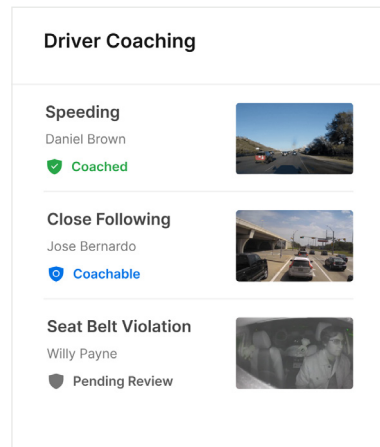 Driver Coaching
Speeding
Daniel Brown
Coached
Close Following
Jose Bernardo
Coachable
Seat Belt Violation
Willy Payne
Pending Review